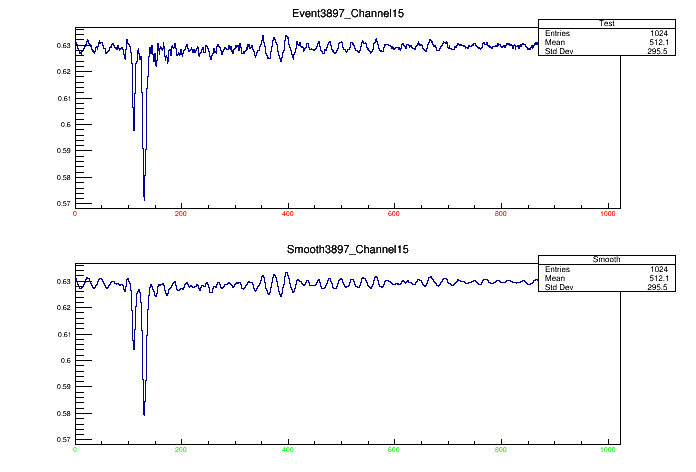 Event3897_Channel15
Test
Entries 1024
Mean 512.1
Std Dev 295.5
0.63
0.62
0.61
0.6
0.59
0.58
0.57
0 200 400 600 800 1000
Smooth3897_Channel15
Smooth
Entries 1024
Mean 512.1
Std Dev 295.5
0.63
0.62
0.61
0.6
0.59
0.58
0.57
0 200 400 600 800 1000